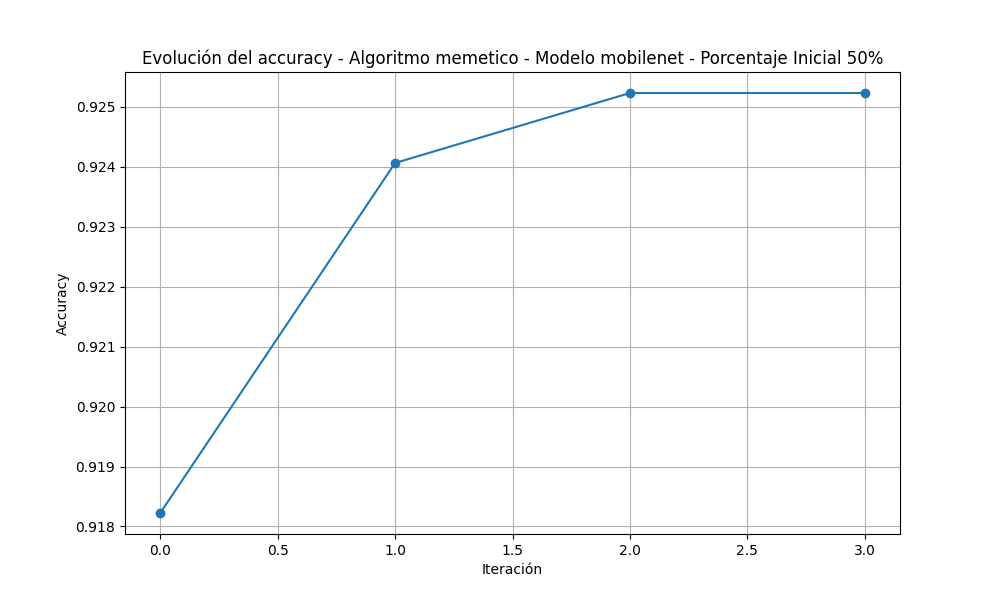 Evolución del accuracy - Algoritmo memetico - Modelo mobilenet - Porcentaje Inicial 50%
0.925
0.924
0.923
0.922
0.921
0.920
0.919
0.918
Accuracy
0.0 0.5 1.0 1.5 2.0 2.5 3.0
Iteración